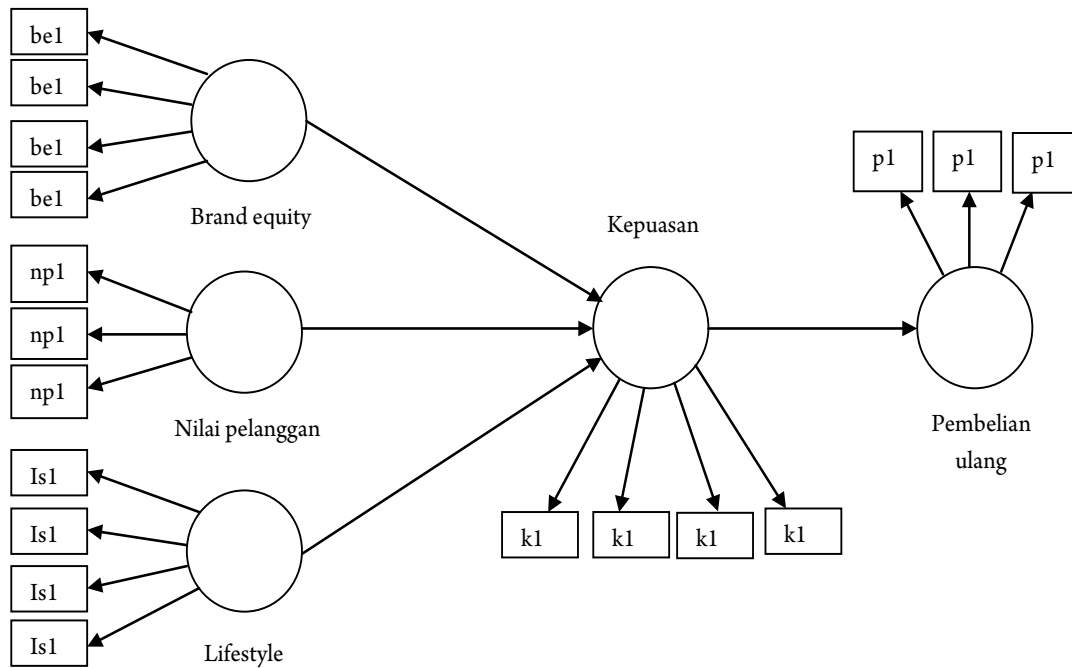 be1
be1
be1
be1
Brand equity
np1
np1
np1
Nilai pelanggan
Is1
Is1
Is1
Is1
Lifestyle
Kepuasan
k1
k1
k1
k1
p1
p1
p1
Pembelian
ulang